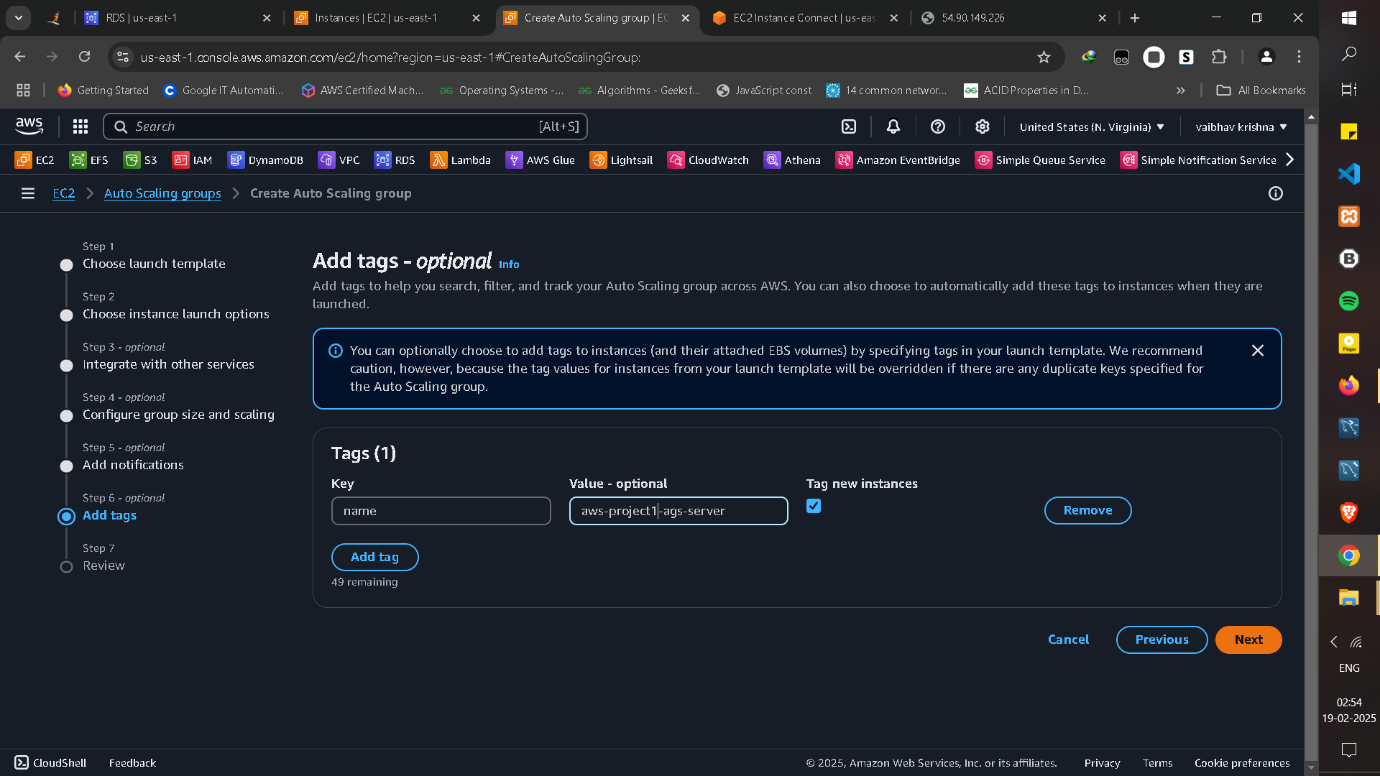 RDS | us-east-1
Instances | EC2 | us-east-1
Create Auto Scaling group | EC
EC2 Instance Connect | us-eas
54.90.149.226
us-east-1.console.aws.amazon.com/ec2/home?region=us-east-1#CreateAutoScalingGroup:
Getting Started
Google IT Automati...
AWS Certified Mach...
Operating Systems -...
Algorithms - Geeksf...
JavaScript const
14 common networ...
ACID Properties in D...
All Bookmarks
aws
Search
[Alt+S]
United States (N. Virginia)
vaibhav krishna
EC2
EFS
S3
IAM
DynamoDB
VPC
RDS
Lambda
AWS Glue
Lightsail
CloudWatch
Athena
Amazon EventBridge
Simple Queue Service
Simple Notification Service
EC2
Auto Scaling groups
Create Auto Scaling group
Step 1
Choose launch template
Step 2
Choose instance launch options
Step 3 - optional
Integrate with other services
Step 4 - optional
Configure group size and scaling
Step 5 - optional
Add notifications
Step 6 - optional
Add tags
Step 7
Review
Add tags - optional Info
Add tags to help you search, filter, and track your Auto Scaling group across AWS. You can also choose to automatically add these tags to instances when they are
launched.
You can optionally choose to add tags to instances (and their attached EBS volumes) by specifying tags in your launch template. We recommend
caution, however, because the tag values for instances from your launch template will be overridden if there are any duplicate keys specified for
the Auto Scaling group.
Tags (1)
Key
Value - optional
Tag new instances
name
aws-project1-ags-server
Remove
Add tag
49 remaining
Cancel
Previous
Next
CloudShell
Feedback
© 2025, Amazon Web Services, Inc. or its affiliates.
Privacy
Terms
Cookie preferences
Player
ENG
02:54
19-02-2025